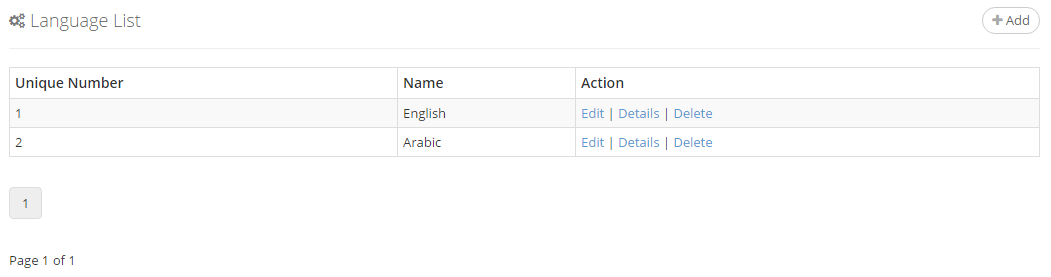 Language List
Add
Unique Number Name Action
1 English Edit | Details | Delete
2 Arabic Edit | Details | Delete
1
Page 1 of 1